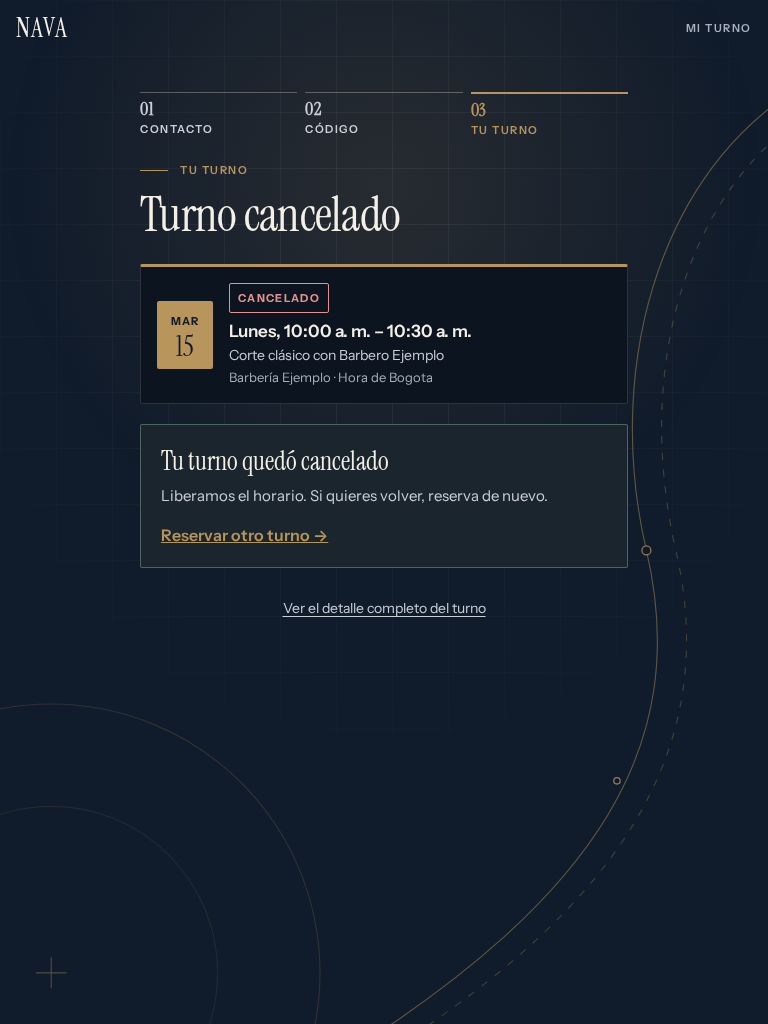 NAVA
MI TURNO
01
CONTACTO
02
CÓDIGO
03
TU TURNO
TU TURNO
Turno cancelado
MAR
15
CANCELADO
Lunes, 10:00 a. m. – 10:30 a. m.
Corte clásico con Barbero Ejemplo
Barbería Ejemplo · Hora de Bogota
Tu turno quedó cancelado
Liberamos el horario. Si quieres volver, reserva de nuevo.
Reservar otro turno →
Ver el detalle completo del turno